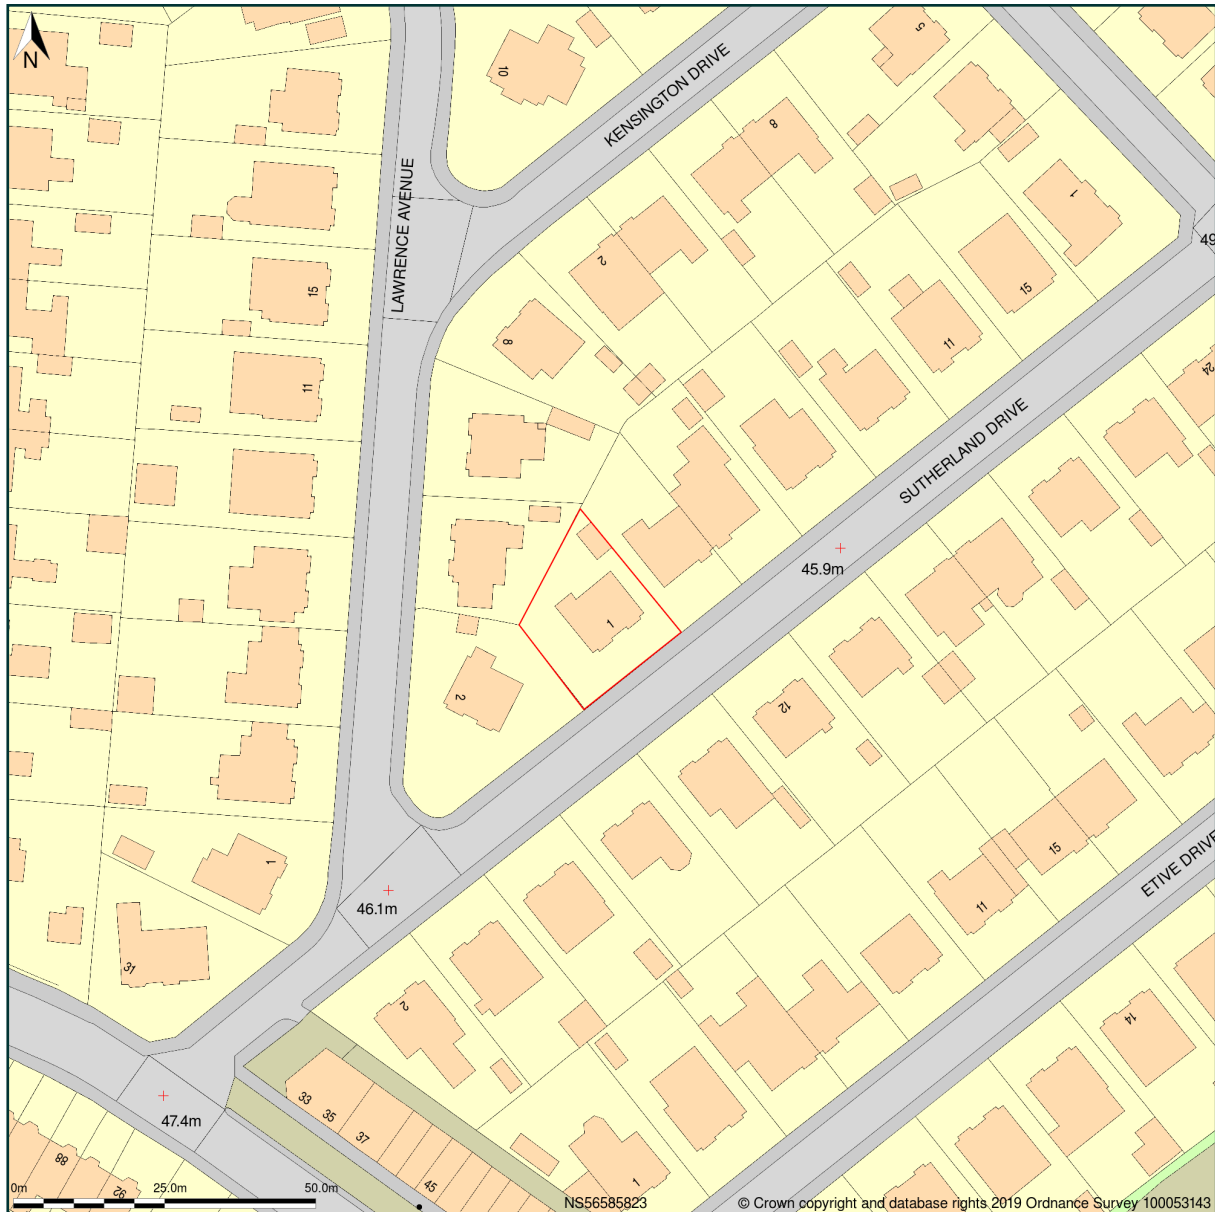 N
10
KENSINGTON DRIVE
5
8
1
LAWRENCE AVENUE
2
49
15
15
8
11
11
24
SUTHERLAND DRIVE
45.9m
1
2
12
15
ETIVE DRIVE
1
11
46.1m
31
2
14
47.4m
33
35
37
88
92
45
1
0m
25.0m
50.0m
NS56585823
© Crown copyright and database rights 2019 Ordnance Survey 100053143